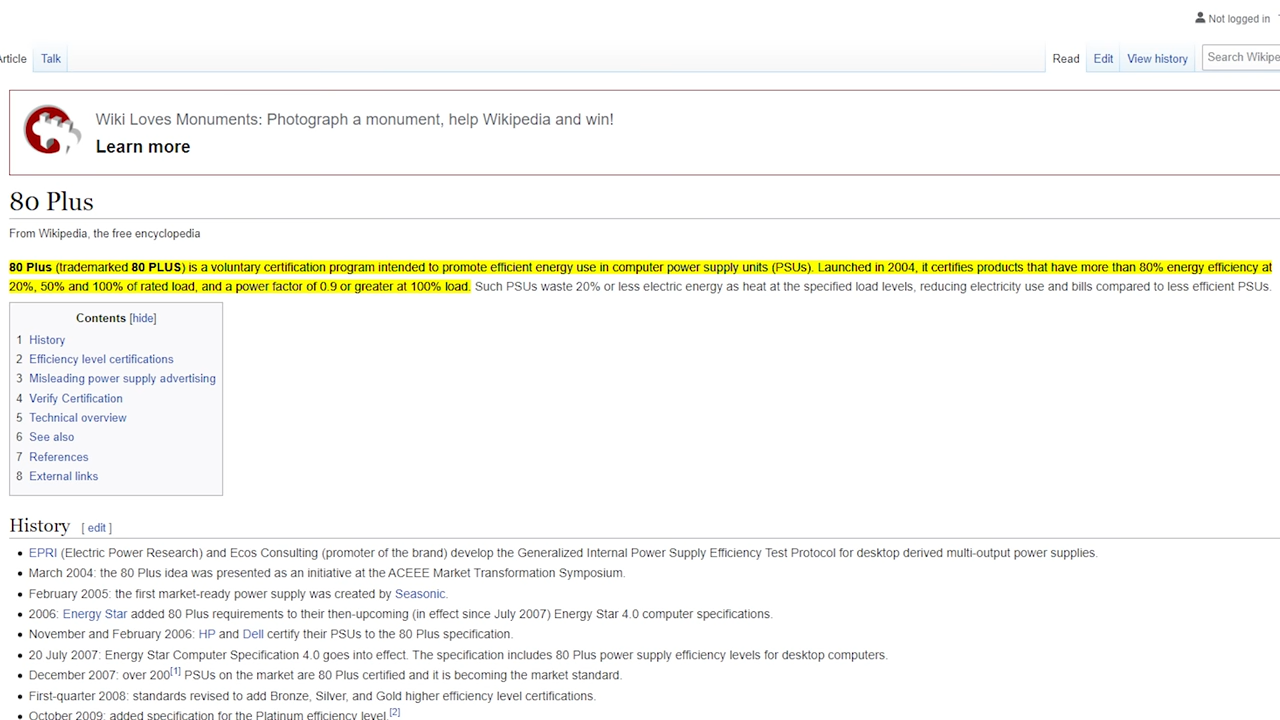 Not logged in
Article Talk Read Edit View history Search Wikipe
Wiki Loves Monuments: Photograph a monument, help Wikipedia and win!
Learn more
80 Plus
From Wikipedia, the free encyclopedia
80 Plus (trademarked 80 PLUS) is a voluntary certification program intended to promote efficient energy use in computer power supply units (PSUs). Launched in 2004, it certifies products that have more than 80% energy efficiency at
20%, 50% and 100% of rated load, and a power factor of 0.9 or greater at 100% load. Such PSUs waste 20% or less electric energy as heat at the specified load levels, reducing electricity use and bills compared to less efficient PSUs.
Contents [hide]
1 History
2 Efficiency level certifications
3 Misleading power supply advertising
4 Verify Certification
5 Technical overview
6 See also
7 References
8 External links
History [ edit ]
• EPRI (Electric Power Research) and Ecos Consulting (promoter of the brand) develop the Generalized Internal Power Supply Efficiency Test Protocol for desktop derived multi-output power supplies.
• March 2004: the 80 Plus idea was presented as an initiative at the ACEEE Market Transformation Symposium.
• February 2005: the first market-ready power supply was created by Seasonic.
• 2006: Energy Star added 80 Plus requirements to their then-upcoming (in effect since July 2007) Energy Star 4.0 computer specifications.
• November and February 2006: HP and Dell certify their PSUs to the 80 Plus specification.
• 20 July 2007: Energy Star Computer Specification 4.0 goes into effect. The specification includes 80 Plus power supply efficiency levels for desktop computers.
• December 2007: over 200[1] PSUs on the market are 80 Plus certified and it is becoming the market standard.
• First-quarter 2008: standards revised to add Bronze, Silver, and Gold higher efficiency level certifications.
• October 2009: added specification for the Platinum efficiency level.[2]